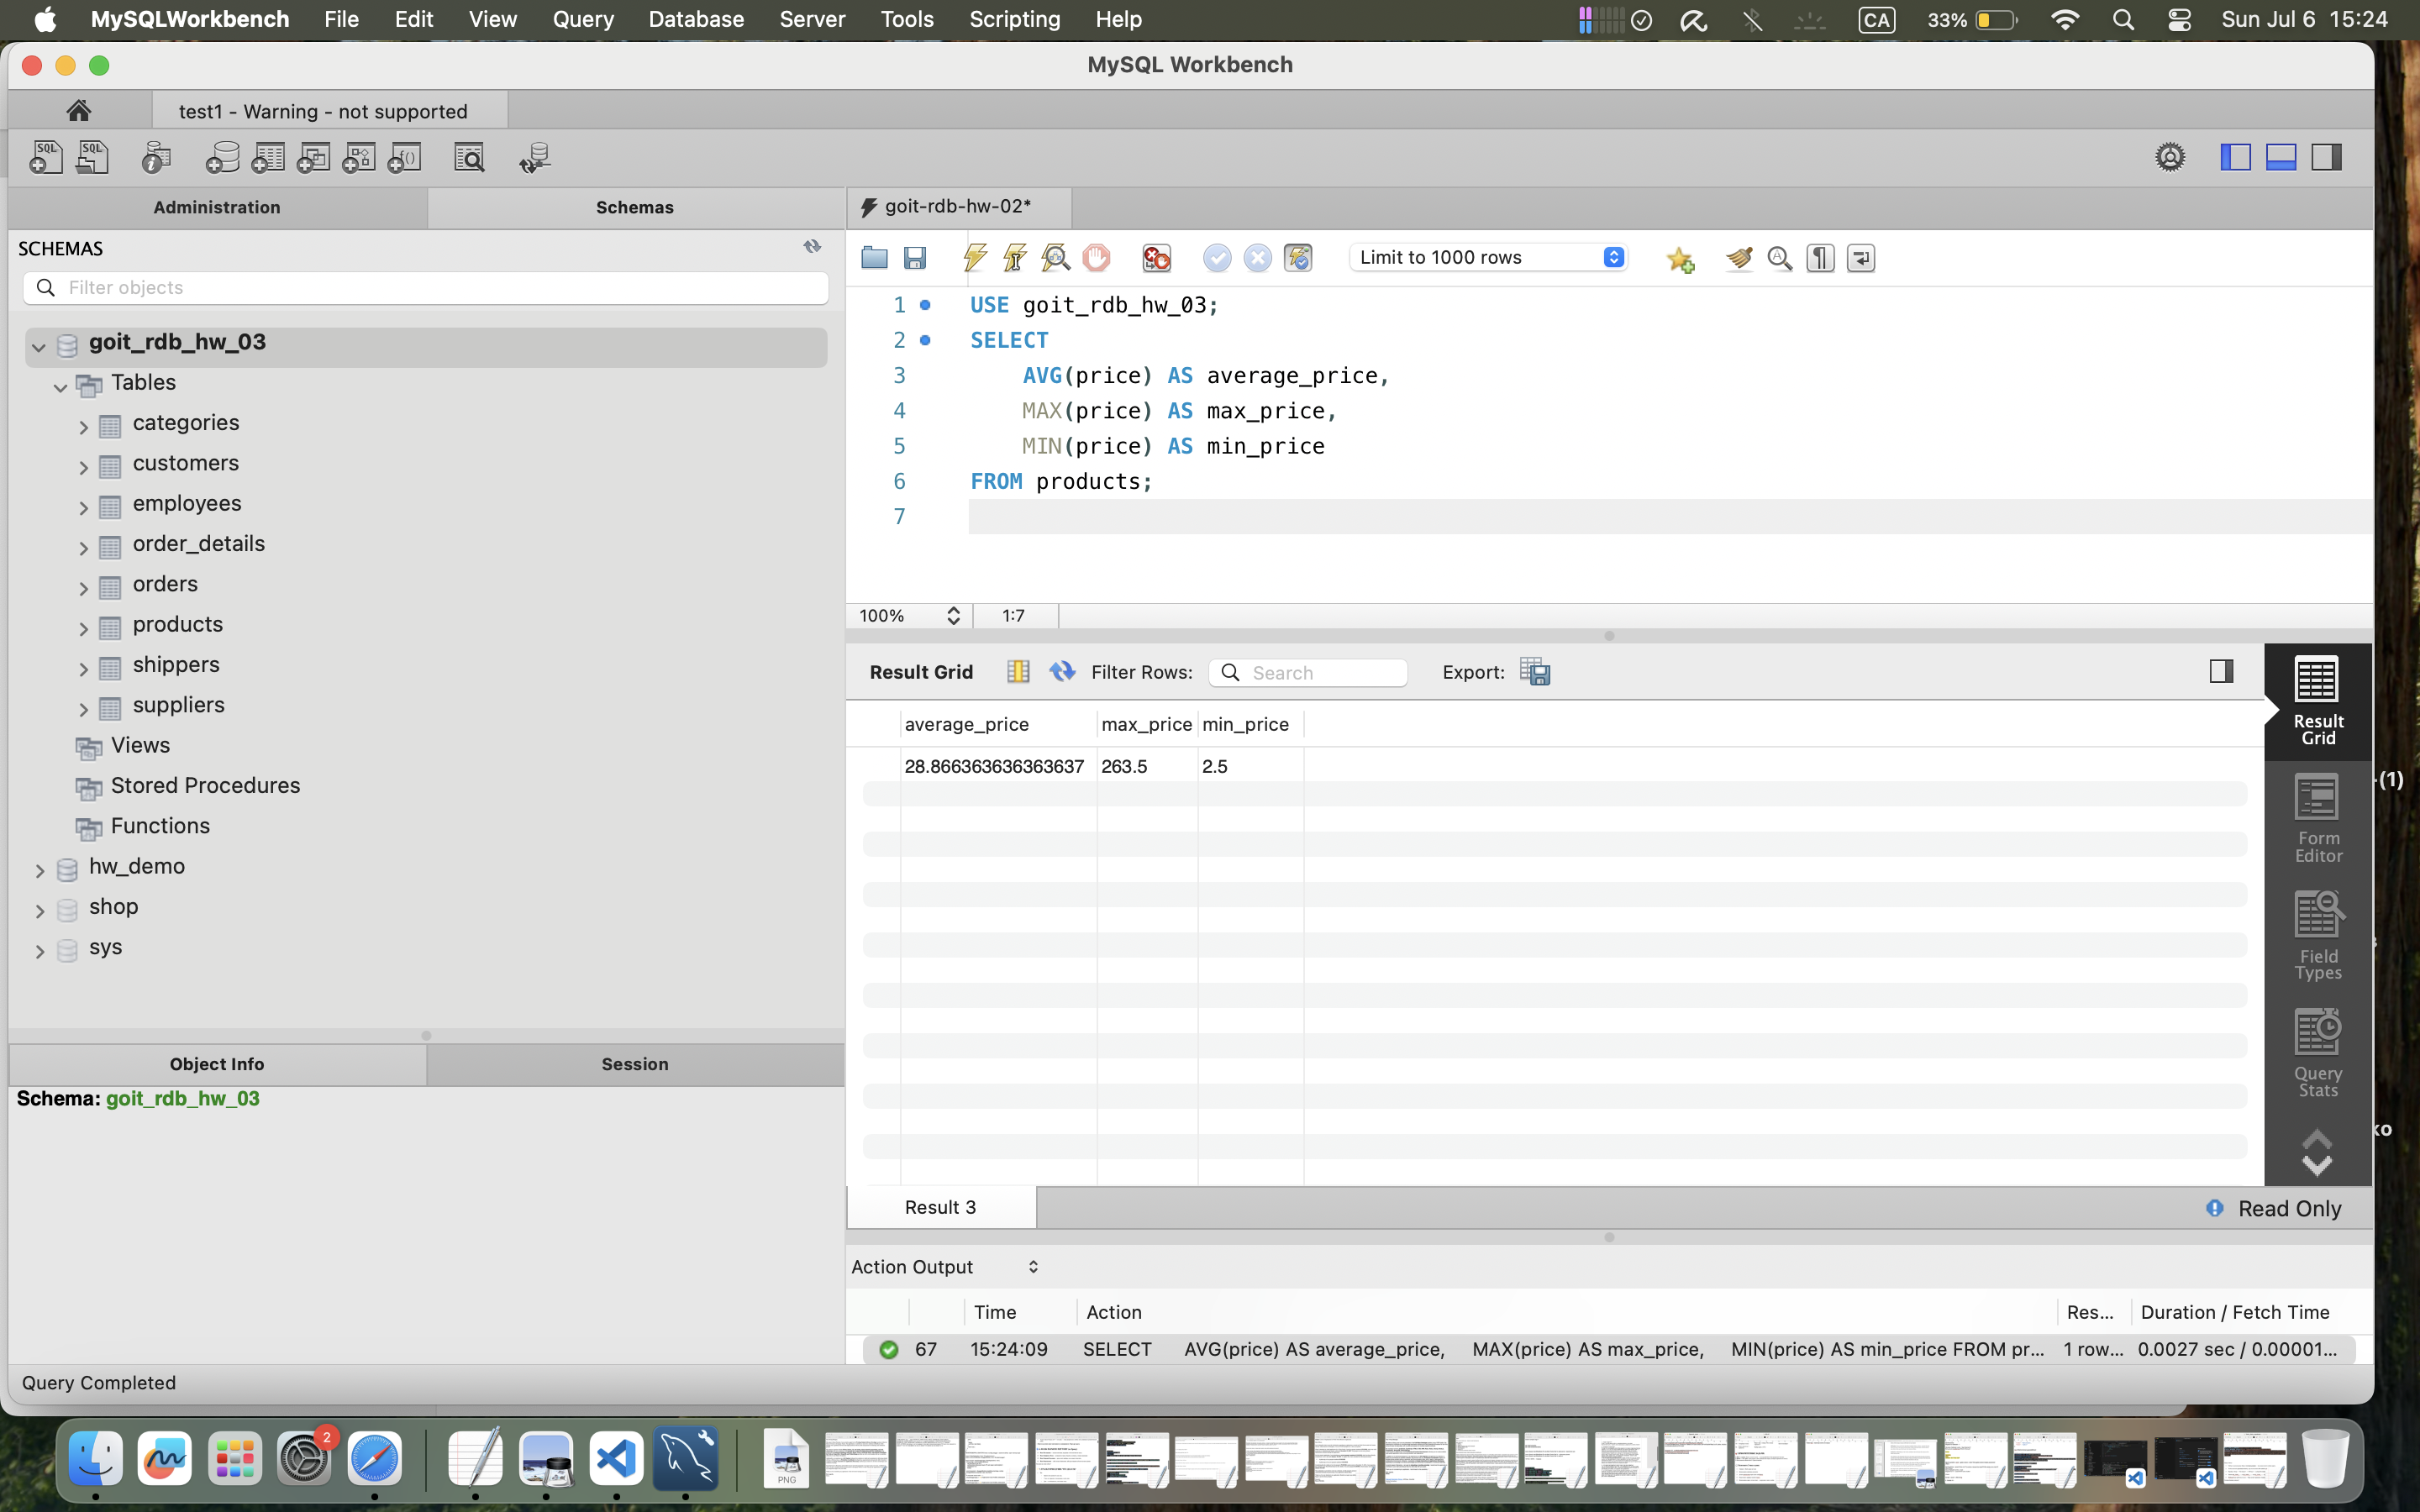 MySQLWorkbench File Edit View Query Database Server Tools Scripting Help CA 33% Sun Jul 6 15:24
MySQL Workbench
test1 - Warning - not supported
Administration Schemas
goit-rdb-hw-02*
SCHEMAS
Filter objects
Limit to 1000 rows
goit_rdb_hw_03
Tables
categories
customers
employees
order_details
orders
products
shippers
suppliers
Views
Stored Procedures
Functions
hw_demo
shop
sys
1 USE goit_rdb_hw_03;
2 SELECT
3 AVG(price) AS average_price,
4 MAX(price) AS max_price,
5 MIN(price) AS min_price
6 FROM products;
7
100% 1:7
Result Grid Filter Rows: Search Export:
average_price max_price min_price
28.866363636363637 263.5 2.5
Result
Grid
Form
Editor
Field
Types
Query
Stats
-(1)
ko
Object Info Session
Schema: goit_rdb_hw_03
Result 3 Read Only
Action Output
Time Action Res... Duration / Fetch Time
67 15:24:09 SELECT AVG(price) AS average_price, MAX(price) AS max_price, MIN(price) AS min_price FROM pr... 1 row... 0.0027 sec / 0.00001...
Query Completed
2
PNG